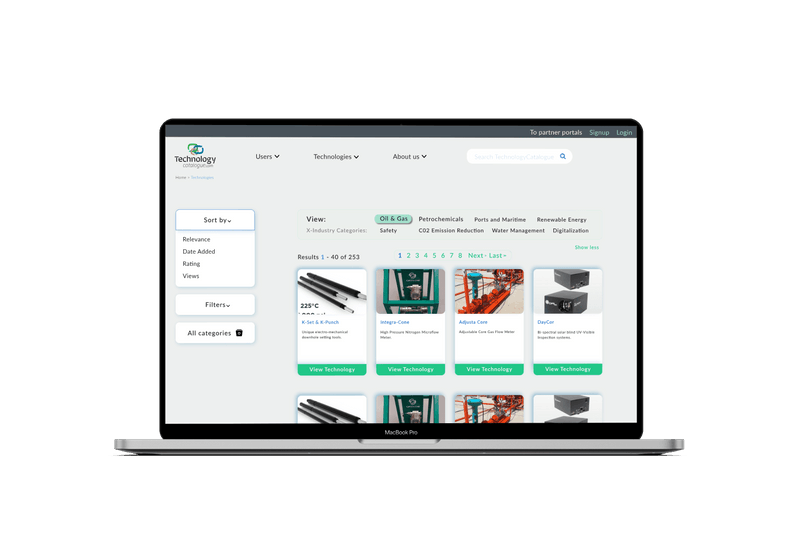 To partner portals Signup Login
Technology
catalogue.com
Users Technologies About us Search TechnologyCatalogue
Home > Technologies
Sort by
Relevance
Date Added
Rating
Views
Filters
All categories
View: Oil & Gas Petrochemicals Ports and Maritime Renewable Energy
X-Industry Categories: Safety C02 Emission Reduction Water Management Digitalization
Show less
Results 1 - 40 of 253
1 2 3 4 5 6 7 8 Next › Last »
225°C
K-Set & K-Punch
Unique electro-mechanical
downhole setting tools.
View Technology
Integra-Cone
High Pressure Nitrogen Microflow
Meter.
View Technology
Adjusta Cone
Adjustable Cone Gas Flow Meter
View Technology
DayCor
Bi-spectral solar blind UV-Visible
inspection systems.
View Technology
MacBook Pro